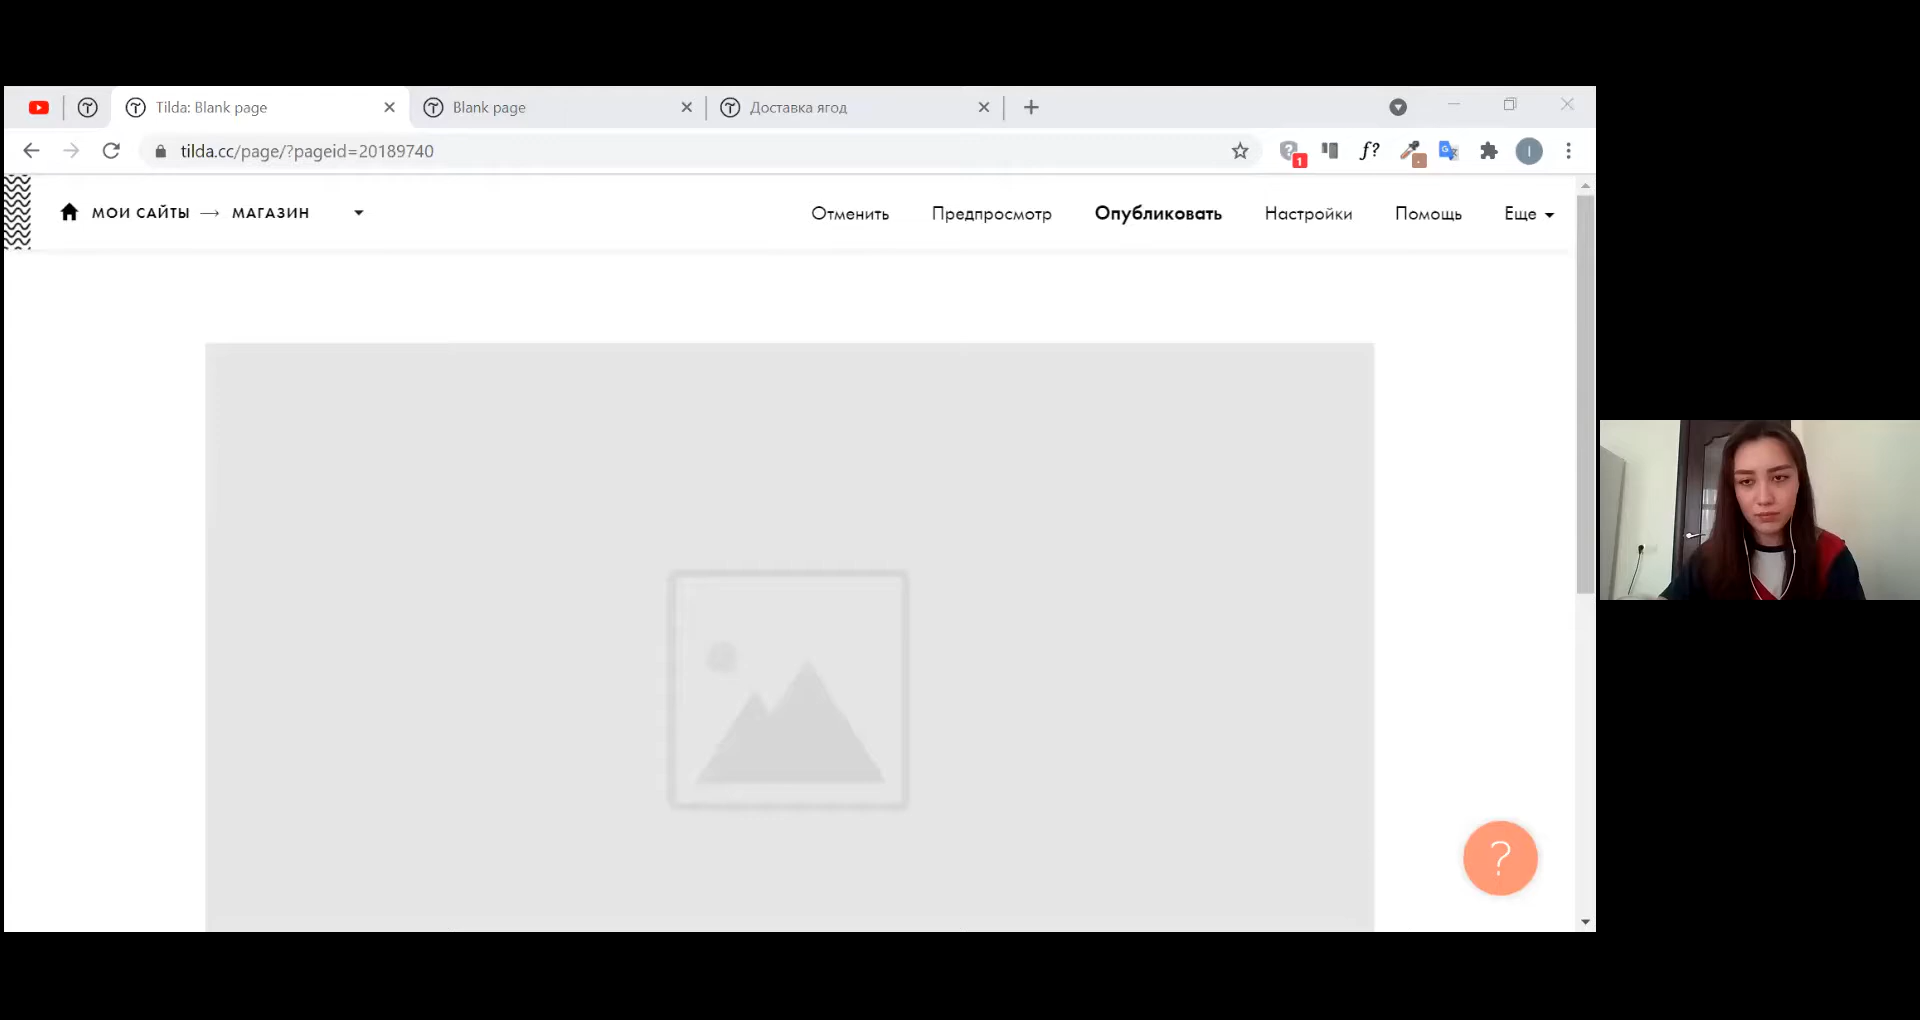 Tilda: Blank page
Blank page
Доставка ягод
tilda.cc/page/?pageid=20189740
f?
1
I
МОИ САЙТЫ → МАГАЗИН
Отменить
Предпросмотр
Опубликовать
Настройки
Помощь
Еще
?